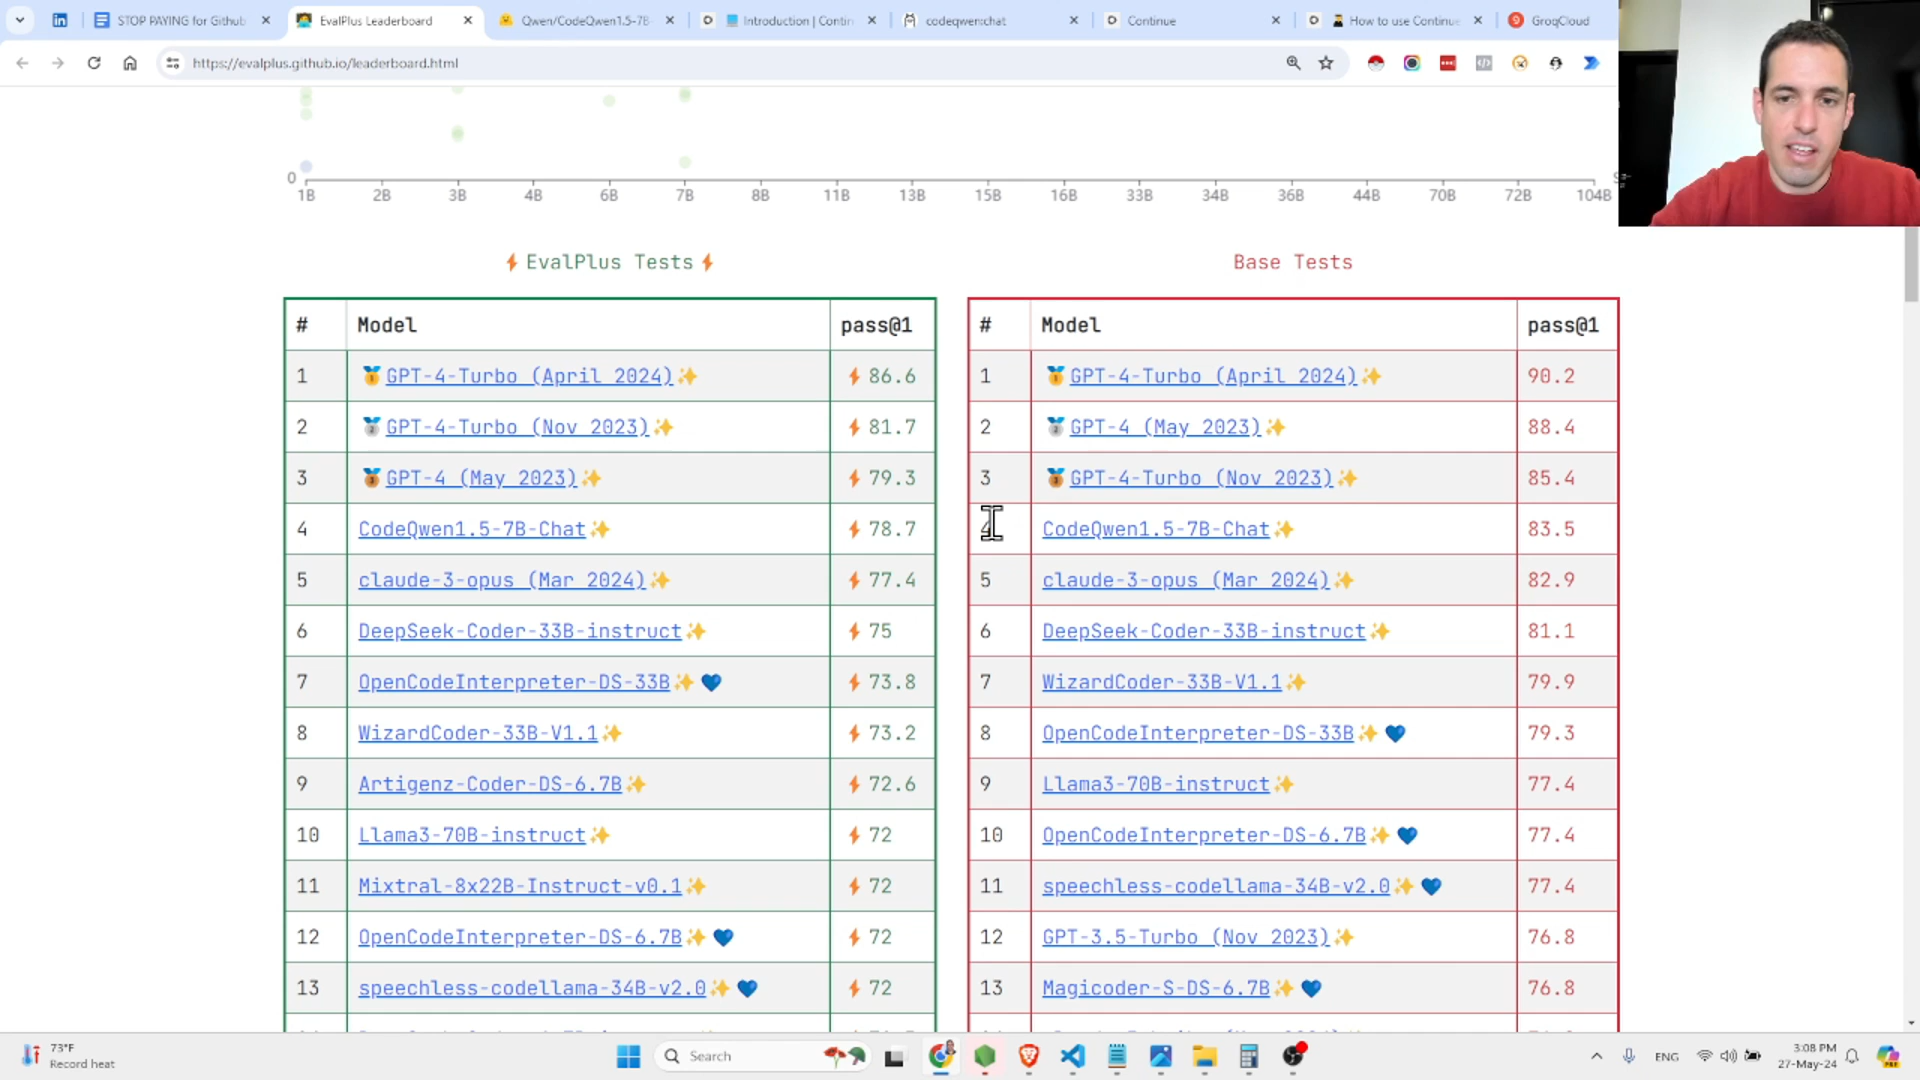 STOP PAYING for Github
EvalPlus Leaderboard
Qwen/CodeQwen1.5-7B-
Introduction | Contin
codeqwen:chat
Continue
How to use Continue
GroqCloud
https://evalplus.github.io/leaderboard.html
0
1B 2B 3B 4B 6B 7B 8B 11B 13B 15B 16B 33B 34B 36B 44B 70B 72B 104B
⚡ EvalPlus Tests ⚡
# Model pass@1
1 🥇GPT-4-Turbo (April 2024)✨ ⚡ 86.6
2 🥈GPT-4-Turbo (Nov 2023)✨ ⚡ 81.7
3 🥉GPT-4 (May 2023)✨ ⚡ 79.3
4 CodeQwen1.5-7B-Chat✨ ⚡ 78.7
5 claude-3-opus (Mar 2024)✨ ⚡ 77.4
6 DeepSeek-Coder-33B-instruct✨ ⚡ 75
7 OpenCodeInterpreter-DS-33B✨ 💙 ⚡ 73.8
8 WizardCoder-33B-V1.1✨ ⚡ 73.2
9 Artigenz-Coder-DS-6.7B✨ ⚡ 72.6
10 Llama3-70B-instruct✨ ⚡ 72
11 Mixtral-8x22B-Instruct-v0.1✨ ⚡ 72
12 OpenCodeInterpreter-DS-6.7B✨ 💙 ⚡ 72
13 speechless-codellama-34B-v2.0✨ 💙 ⚡ 72
Base Tests
# Model pass@1
1 🥇GPT-4-Turbo (April 2024)✨ 90.2
2 🥈GPT-4 (May 2023)✨ 88.4
3 🥉GPT-4-Turbo (Nov 2023)✨ 85.4
4 CodeQwen1.5-7B-Chat✨ 83.5
5 claude-3-opus (Mar 2024)✨ 82.9
6 DeepSeek-Coder-33B-instruct✨ 81.1
7 WizardCoder-33B-V1.1✨ 79.9
8 OpenCodeInterpreter-DS-33B✨ 💙 79.3
9 Llama3-70B-instruct✨ 77.4
10 OpenCodeInterpreter-DS-6.7B✨ 💙 77.4
11 speechless-codellama-34B-v2.0✨ 💙 77.4
12 GPT-3.5-Turbo (Nov 2023)✨ 76.8
13 Magicoder-S-DS-6.7B✨ 💙 76.8
73°F
Record heat
Search
ENG
3:08 PM
27-May-24